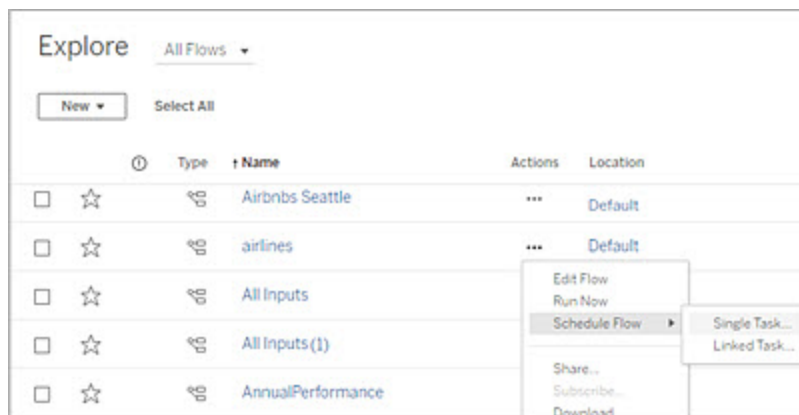 Explore All Flows
New Select All
Type Name Actions Location
Airbnbs Seattle ... Default
airlines ... Default
Edit Flow
All Inputs
Run Now
Schedule Flow Single Task...
Linked Task...
All Inputs (1)
Share...
Subscribe...
AnnualPerformance
Download